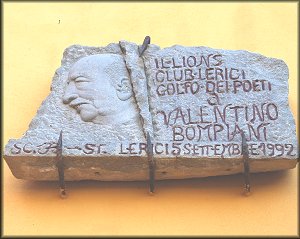 IL LIONS
CLUB LERICI
GOLFO DEI POETI
a
VALENTINO
BOMPIANI
LERICI 5 SETTEMBRE 1992